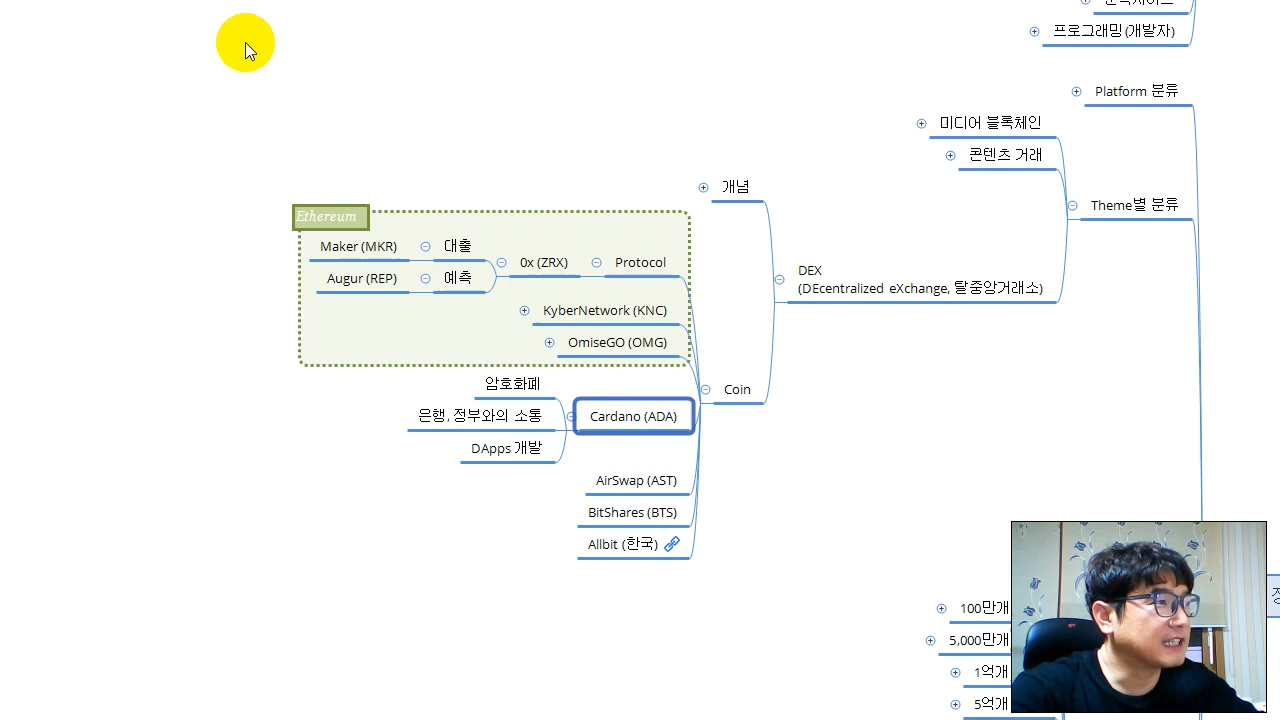 프로그래밍(개발자)
Platform 분류
미디어 블록체인
콘텐츠 거래
개념
Theme별 분류
Ethereum
Maker (MKR)
대출
0x (ZRX)
Protocol
Augur (REP)
예측
DEX
(DEcentralized eXchange, 탈중앙거래소)
KyberNetwork (KNC)
OmiseGO (OMG)
암호화폐
Coin
은행, 정부와의 소통
Cardano (ADA)
DApps 개발
AirSwap (AST)
BitShares (BTS)
Allbit (한국)
100만개
5,000만개
1억개
5억개